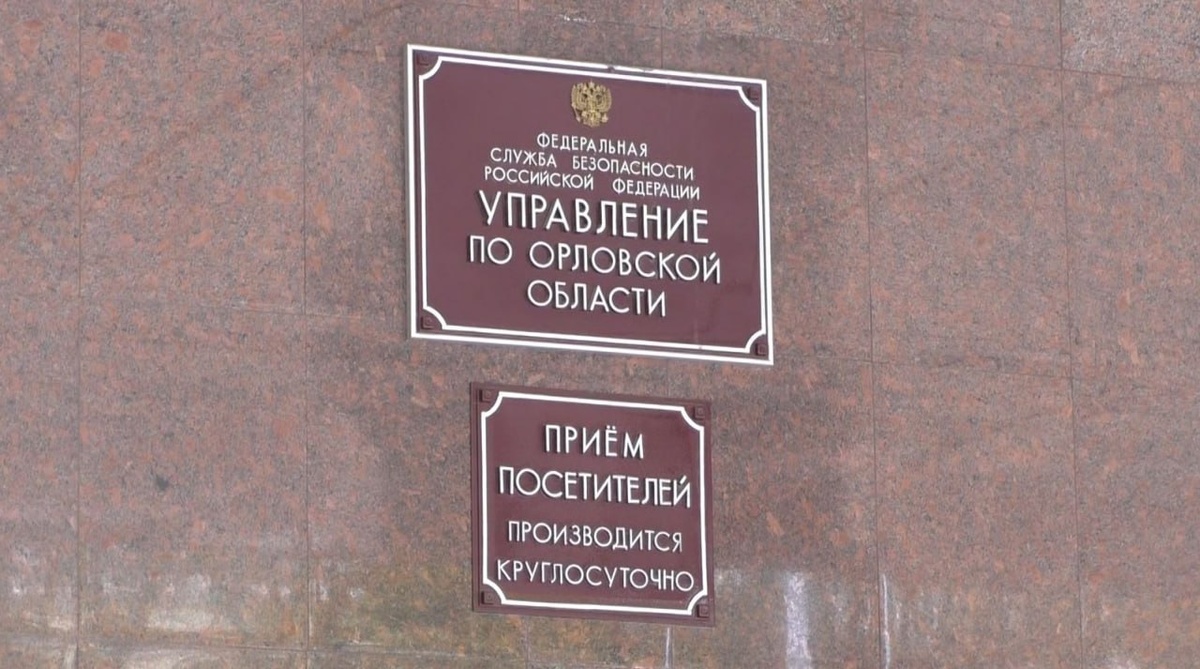 ФЕДЕРАЛЬНАЯ
СЛУЖБА БЕЗОПАСНОСТИ
РОССИЙСКОЙ ФЕДЕРАЦИИ
УПРАВЛЕНИЕ
ПО ОРЛОВСКОЙ
ОБЛАСТИ
ПРИЁМ
ПОСЕТИТЕЛЕЙ
ПРОИЗВОДИТСЯ
КРУГЛОСУТОЧНО